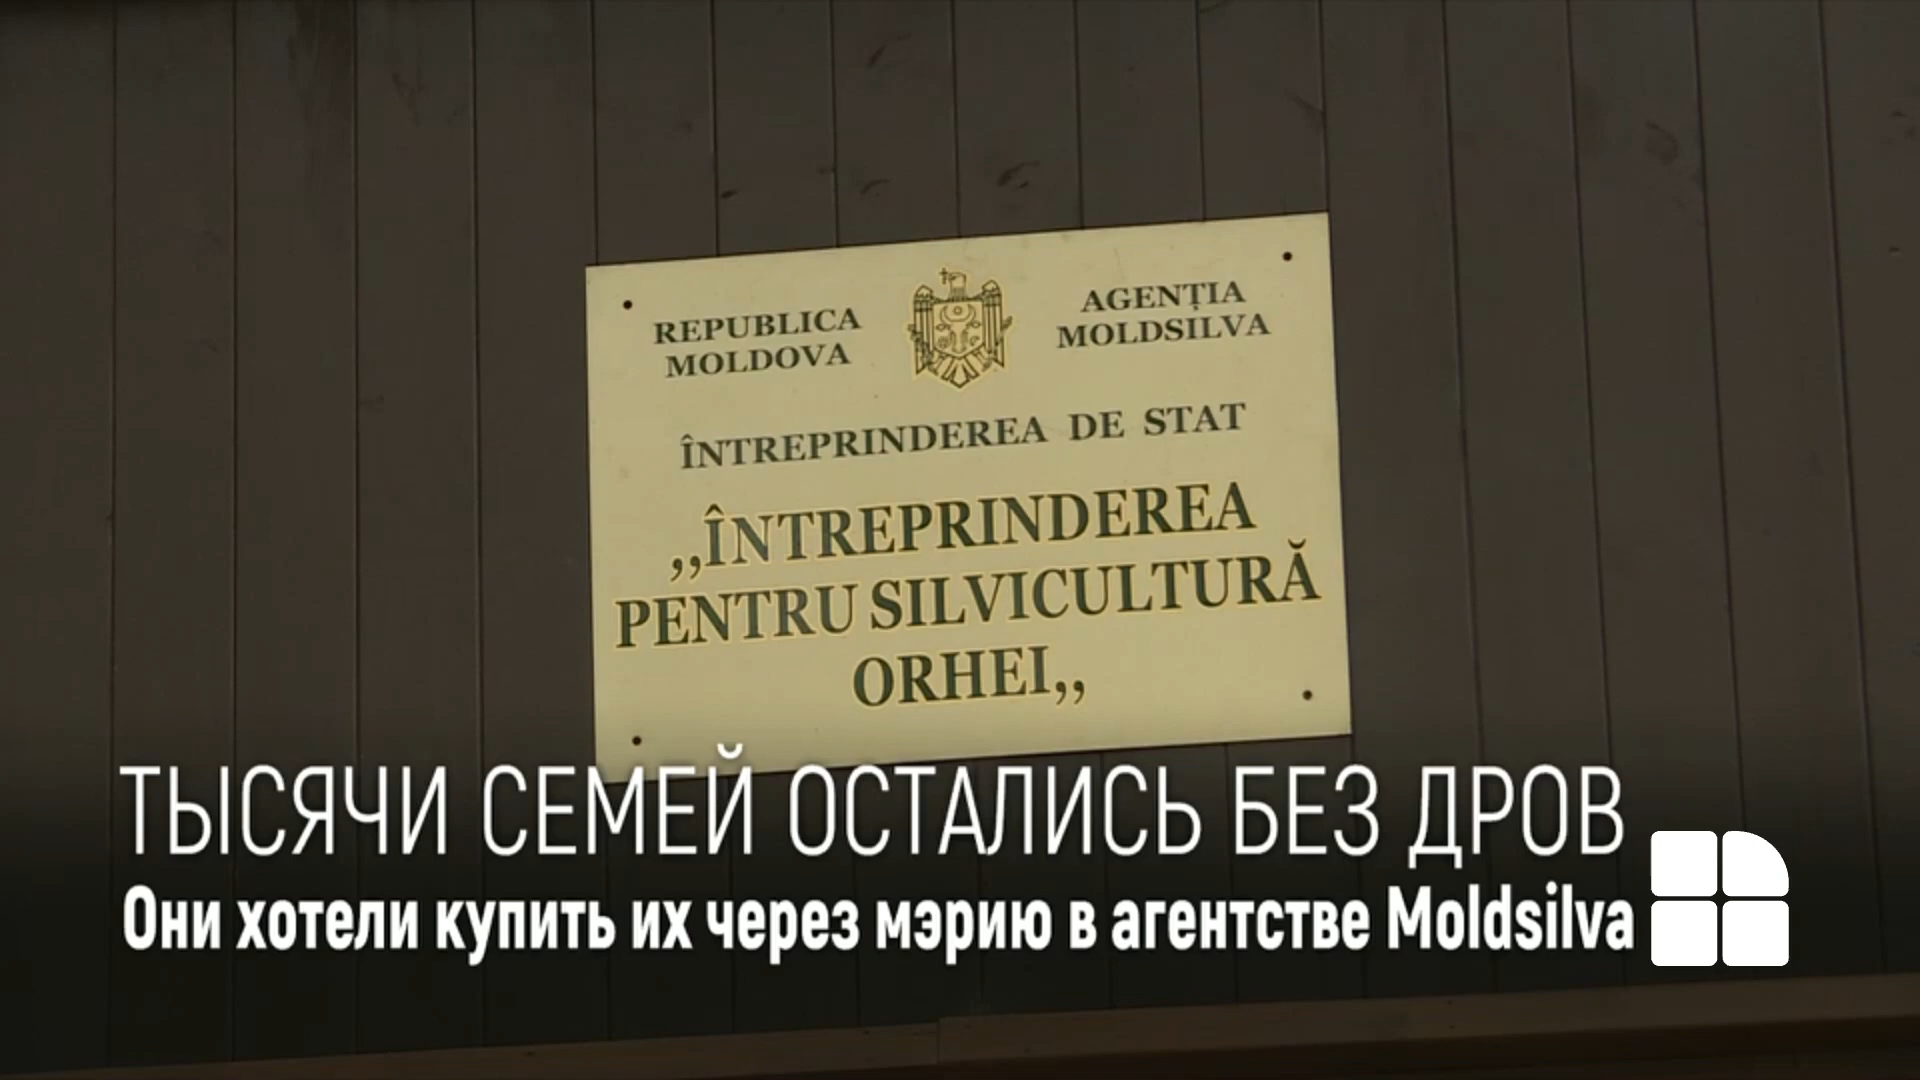 REPUBLICA
MOLDOVA
AGENȚIA
MOLDSILVA
ÎNTREPRINDEREA DE STAT
,,ÎNTREPRINDEREA
PENTRU SILVICULTURĂ
ORHEI,,
ТЫСЯЧИ СЕМЕЙ ОСТАЛИСЬ БЕЗ ДРОВ
Они хотели купить их через мэрию в агентстве Moldsilva